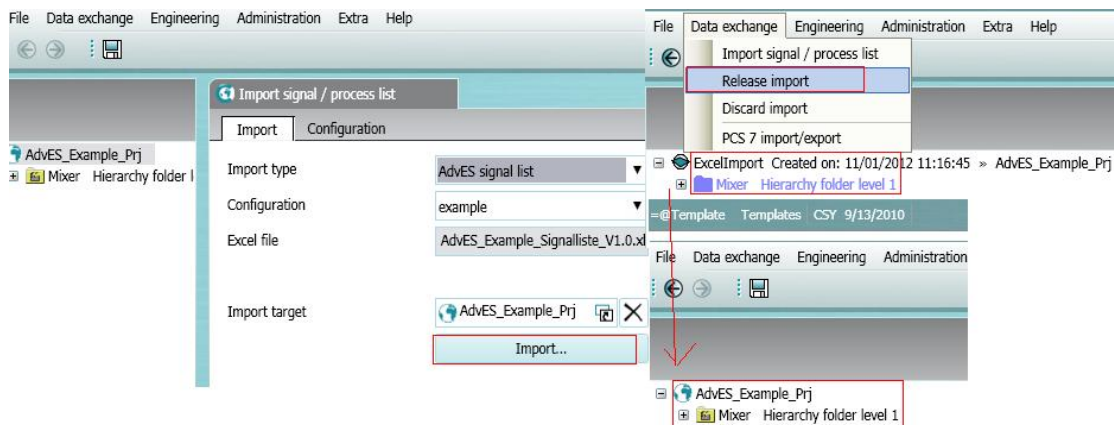 File Data exchange Engineering Administration Extra Help
Import signal / process list
Import Configuration
AdvES_Example_Prj
Mixer Hierarchy folder l
Import type AdvES signal list
Configuration example
Excel file AdvES_Example_Signalliste_V1.0.xl
Import target AdvES_Example_Prj
Import...
File Data exchange Engineering Administration Extra Help
Import signal / process list
Release import
Discard import
PCS 7 import/export
ExcelImport Created on: 11/01/2012 11:16:45 » AdvES_Example_Prj
Mixer Hierarchy folder level 1
=@Template Templates CSY 9/13/2010
File Data exchange Engineering Administration
AdvES_Example_Prj
Mixer Hierarchy folder level 1